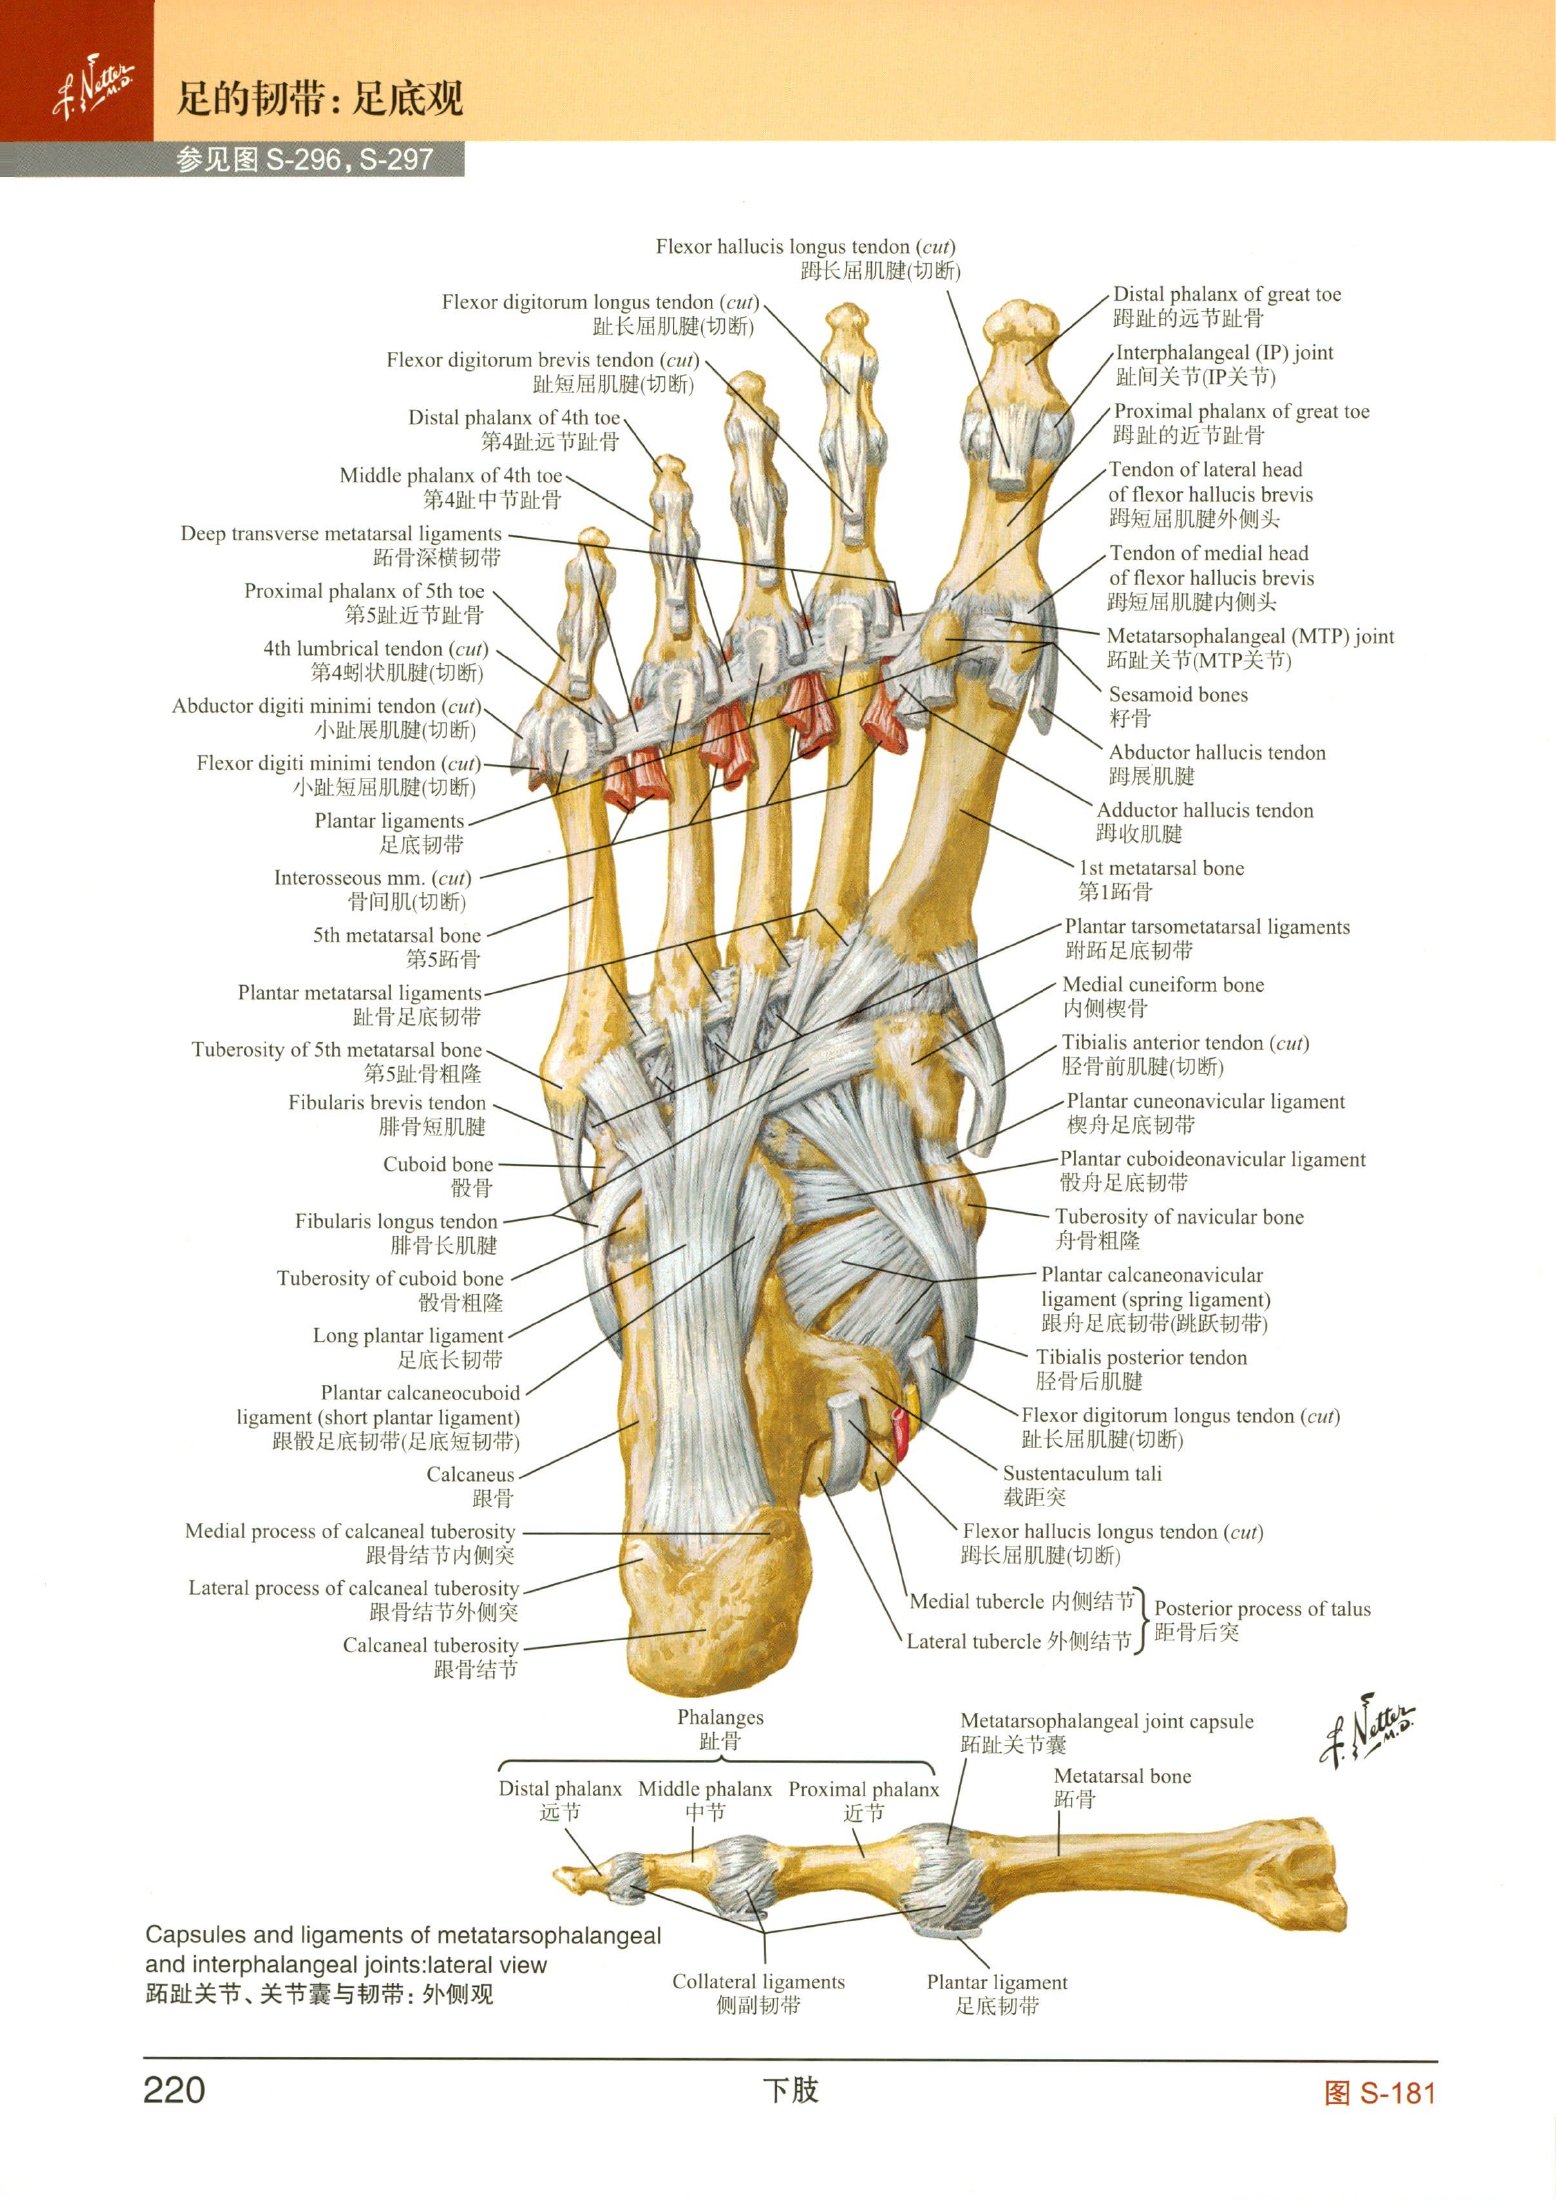 F. Netter M.D.
足的韧带：足底观
参见图 S-296, S-297
Flexor hallucis longus tendon (cut)
𧿹长屈肌腱(切断)
Flexor digitorum longus tendon (cut)
趾长屈肌腱(切断)
Flexor digitorum brevis tendon (cut)
趾短屈肌腱(切断)
Distal phalanx of 4th toe
第4趾远节趾骨
Middle phalanx of 4th toe
第4趾中节趾骨
Deep transverse metatarsal ligaments
跖骨深横韧带
Proximal phalanx of 5th toe
第5趾近节趾骨
4th lumbrical tendon (cut)
第4蚓状肌腱(切断)
Abductor digiti minimi tendon (cut)
小趾展肌腱(切断)
Flexor digiti minimi tendon (cut)
小趾短屈肌腱(切断)
Plantar ligaments
足底韧带
Interosseous mm. (cut)
骨间肌(切断)
5th metatarsal bone
第5跖骨
Plantar metatarsal ligaments
趾骨足底韧带
Tuberosity of 5th metatarsal bone
第5趾骨粗隆
Fibularis brevis tendon
腓骨短肌腱
Cuboid bone
骰骨
Fibularis longus tendon
腓骨长肌腱
Tuberosity of cuboid bone
骰骨粗隆
Long plantar ligament
足底长韧带
Plantar calcaneocuboid
ligament (short plantar ligament)
跟骰足底韧带(足底短韧带)
Calcaneus
跟骨
Medial process of calcaneal tuberosity
跟骨结节内侧突
Lateral process of calcaneal tuberosity
跟骨结节外侧突
Calcaneal tuberosity
跟骨结节
Distal phalanx of great toe
𧿹趾的远节趾骨
Interphalangeal (IP) joint
趾间关节(IP关节)
Proximal phalanx of great toe
𧿹趾的近节趾骨
Tendon of lateral head
of flexor hallucis brevis
𧿹短屈肌腱外侧头
Tendon of medial head
of flexor hallucis brevis
𧿹短屈肌腱内侧头
Metatarsophalangeal (MTP) joint
跖趾关节(MTP关节)
Sesamoid bones
籽骨
Abductor hallucis tendon
𧿹展肌腱
Adductor hallucis tendon
𧿹收肌腱
1st metatarsal bone
第1跖骨
Plantar tarsometatarsal ligaments
跗跖足底韧带
Medial cuneiform bone
内侧楔骨
Tibialis anterior tendon (cut)
胫骨前肌腱(切断)
Plantar cuneonavicular ligament
楔舟足底韧带
Plantar cuboideonavicular ligament
骰舟足底韧带
Tuberosity of navicular bone
舟骨粗隆
Plantar calcaneonavicular
ligament (spring ligament)
跟舟足底韧带(跳跃韧带)
Tibialis posterior tendon
胫骨后肌腱
Flexor digitorum longus tendon (cut)
趾长屈肌腱(切断)
Sustentaculum tali
载距突
Flexor hallucis longus tendon (cut)
𧿹长屈肌腱(切断)
Medial tubercle 内侧结节
Lateral tubercle 外侧结节
Posterior process of talus
距骨后突
F. Netter M.D.
Phalanges
趾骨
Distal phalanx
远节
Middle phalanx
中节
Proximal phalanx
近节
Metatarsophalangeal joint capsule
跖趾关节囊
Metatarsal bone
跖骨
Collateral ligaments
侧副韧带
Plantar ligament
足底韧带
Capsules and ligaments of metatarsophalangeal
and interphalangeal joints:lateral view
跖趾关节、关节囊与韧带：外侧观
220
下肢
图 S-181